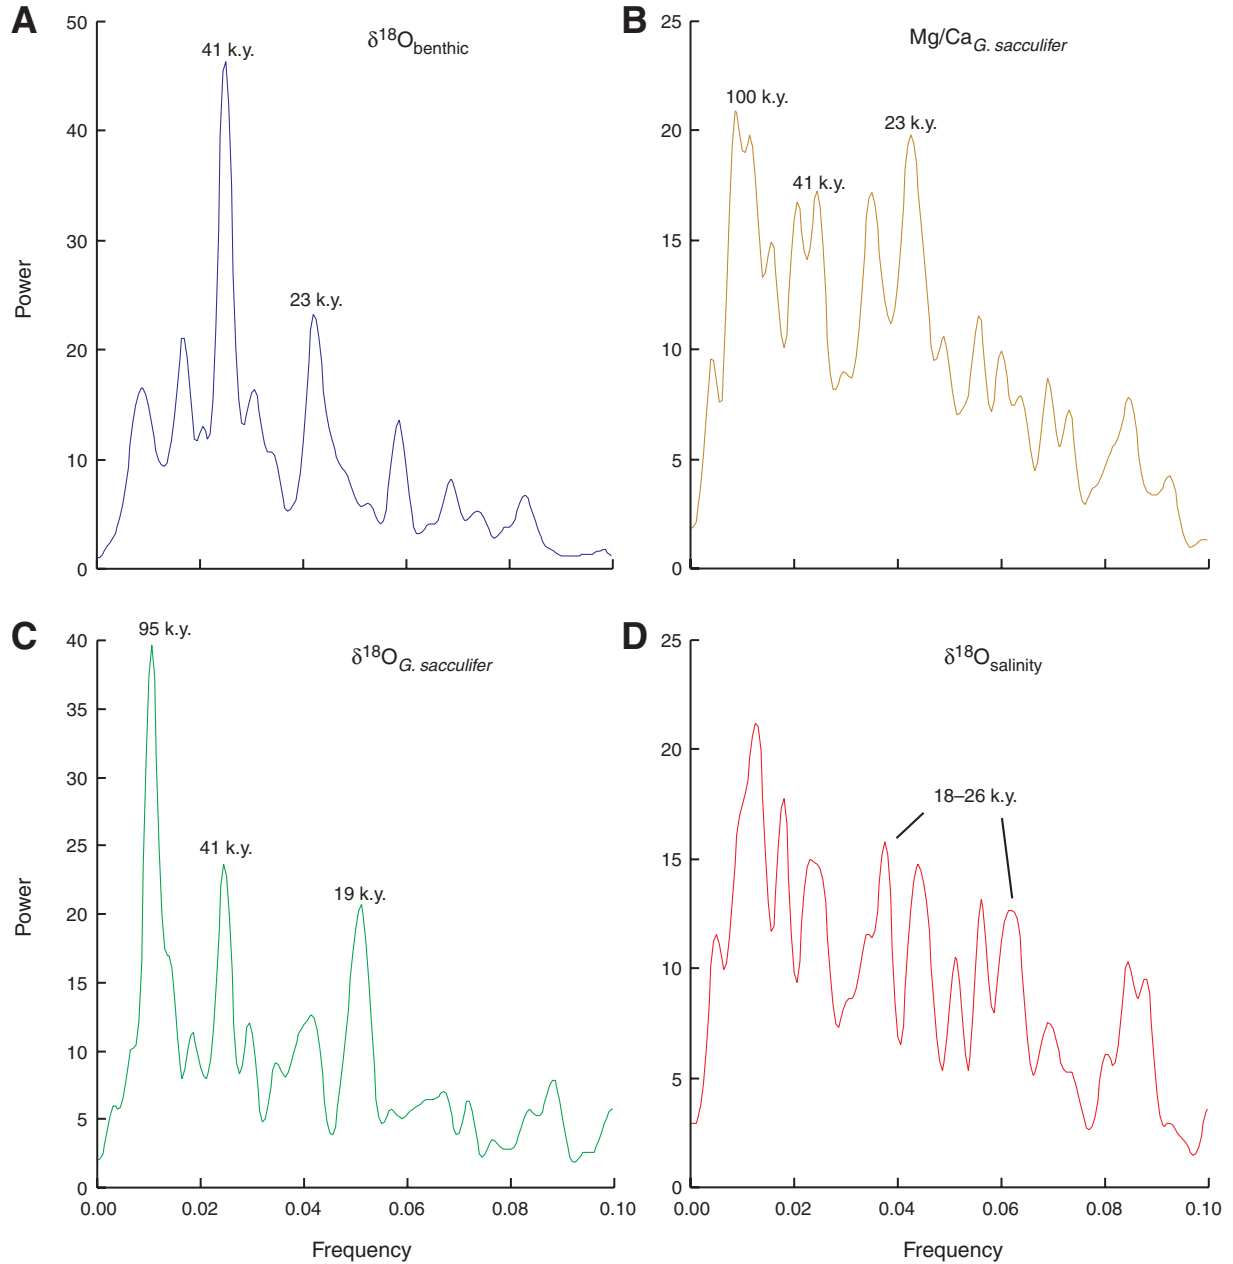 A
δ18Obenthic
50
40
30
20
10
0
Power
41 k.y.
23 k.y.
B
Mg/CaG. sacculifer
25
20
15
10
5
0
100 k.y.
41 k.y.
23 k.y.
C
δ18OG. sacculifer
40
35
30
25
20
15
10
5
0
Power
95 k.y.
41 k.y.
19 k.y.
0.00 0.02 0.04 0.06 0.08 0.10
Frequency
D
δ18Osalinity
25
20
15
10
5
0
18–26 k.y.
0.00 0.02 0.04 0.06 0.08 0.10
Frequency